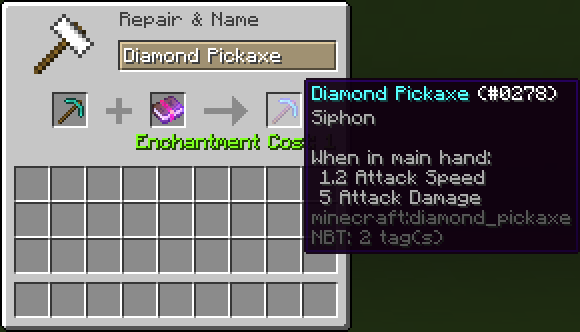 Repair & Name
Diamond Pickaxe
Enchantment Cost
Diamond Pickaxe (#0278)
Siphon
When in main hand:
1.2 Attack Speed
5 Attack Damage
minecraft:diamond_pickaxe
NBT: 2 tag(s)